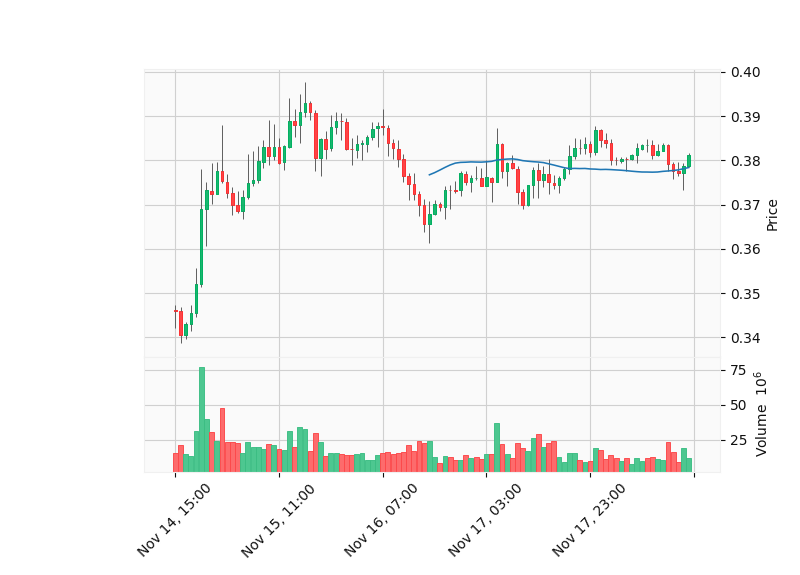 0.40
0.39
0.38
0.37
0.36
0.35
0.34
Price
75
50
25
Volume 10⁶
Nov 14, 15:00
Nov 15, 11:00
Nov 16, 07:00
Nov 17, 03:00
Nov 17, 23:00